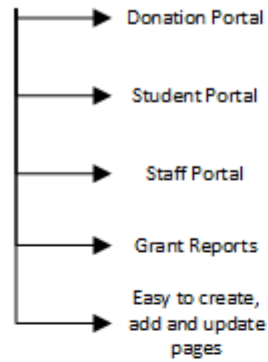 Donation Portal
Student Portal
Staff Portal
Grant Reports
Easy to create,
add and update
pages